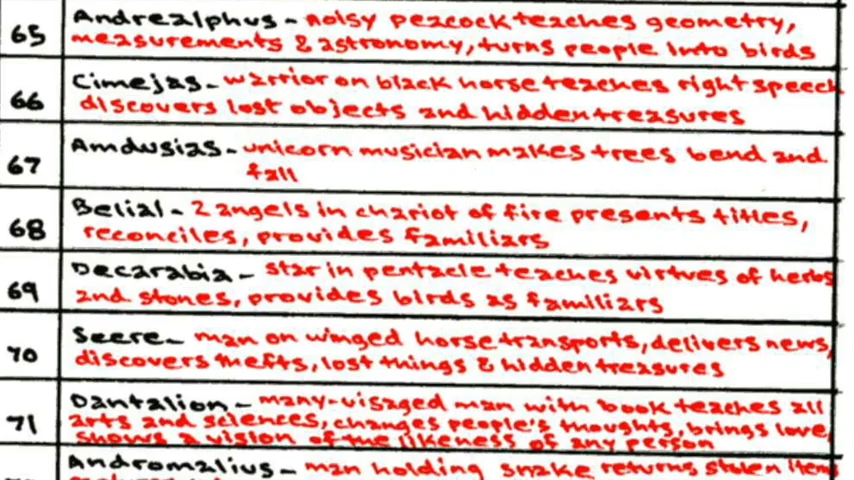 65 Andrealphus - noisy peacock teaches geometry,
measurements & astronomy, turns people into birds
66 Cimejas - warrior on black horse teaches right speech
discovers lost objects and hidden treasures
67 Amdusias - unicorn musician makes trees bend and
fall
68 Belial - 2 angels in chariot of fire presents titles,
reconciles, provides familiars
69 Decarabia - star in pentacle teaches virtues of herbs
and stones, provides birds as familiars
70 Seere - man on winged horse transports, delivers news,
discovers thefts, lost things & hidden treasures
71 Dantalion - many-visaged man with book teaches all
arts and sciences, changes people's thoughts, brings love,
shows a vision of the likeness of any person
Andromalius - man holding snake returns stolen items